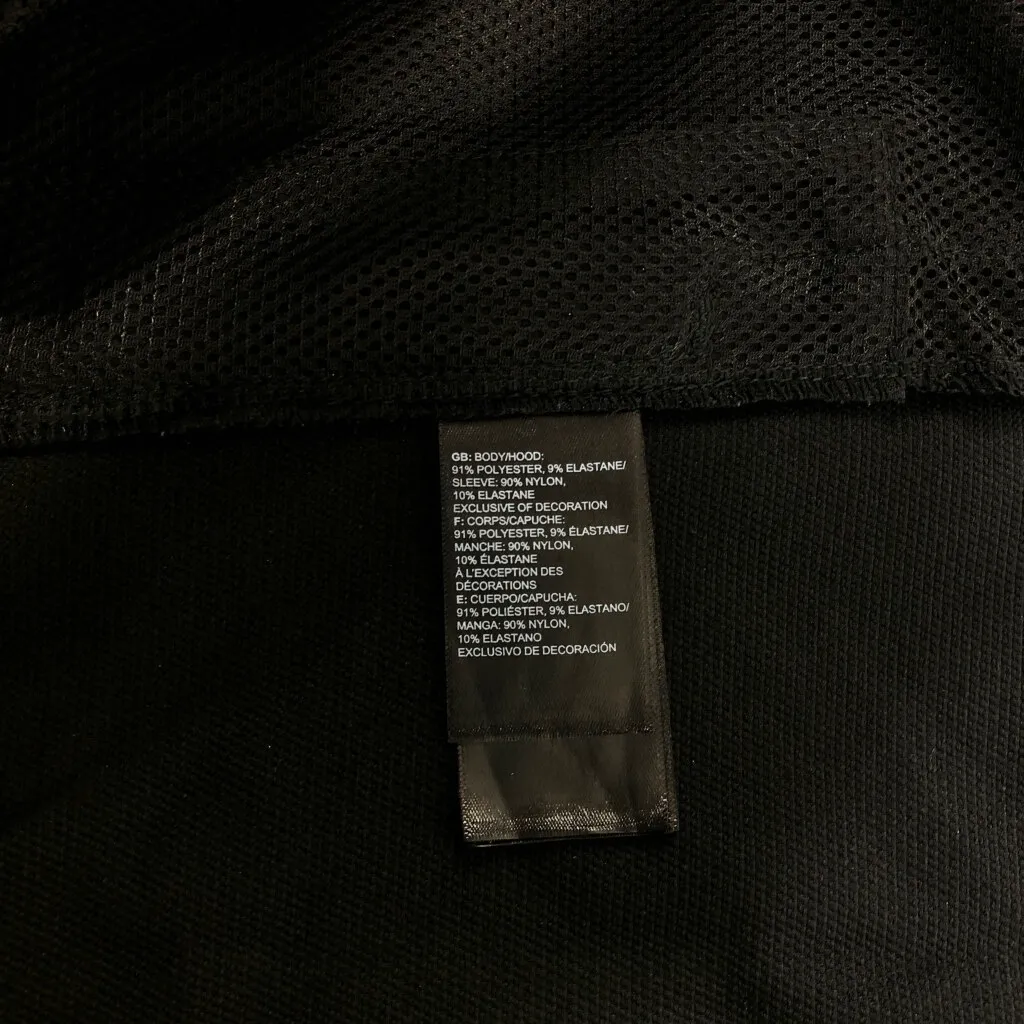 GB: BODY/HOOD:
91% POLYESTER, 9% ELASTANE/
SLEEVE: 90% NYLON,
10% ELASTANE
EXCLUSIVE OF DECORATION
F: CORPS/CAPUCHE:
91% POLYESTER, 9% ÉLASTANE/
MANCHE: 90% NYLON,
10% ÉLASTANE
À L'EXCEPTION DES
DÉCORATIONS
E: CUERPO/CAPUCHA:
91% POLIÉSTER, 9% ELASTANO/
MANGA: 90% NYLON,
10% ELASTANO
EXCLUSIVO DE DECORACIÓN